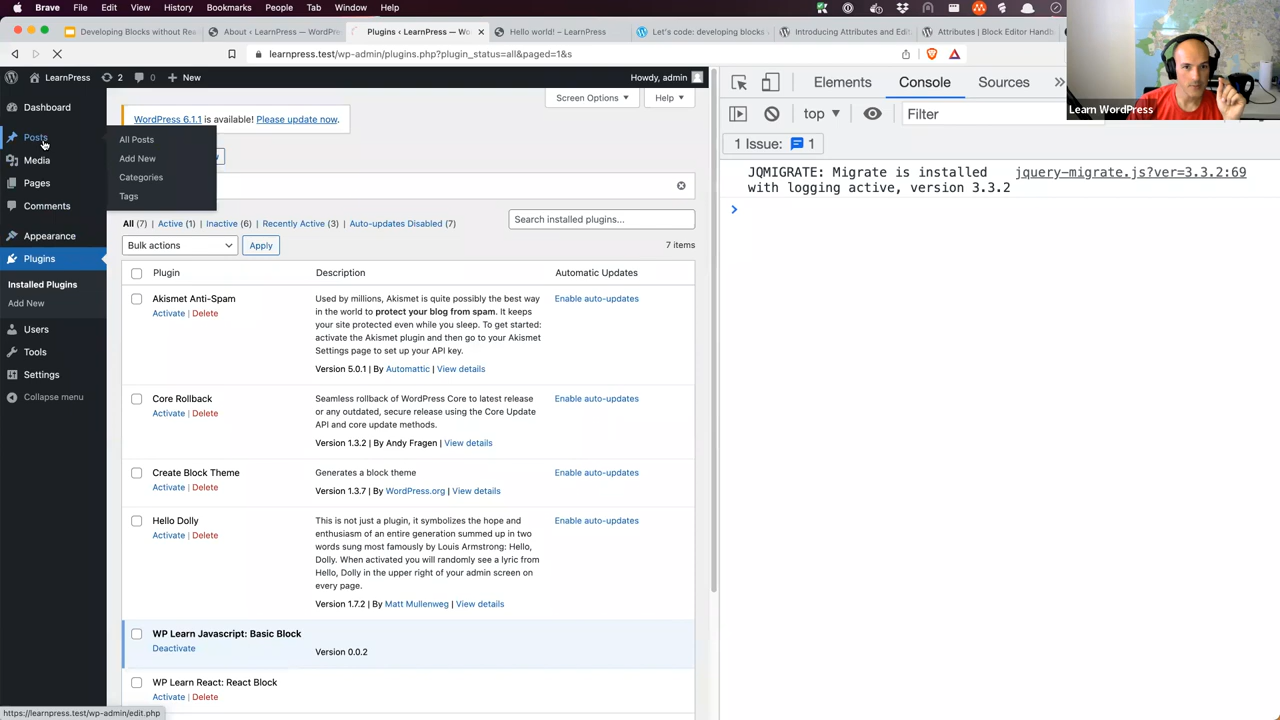 Brave File Edit View History Bookmarks People Tab Window Help
Developing Blocks without Re
About ‹ LearnPress — WordPre
Plugins ‹ LearnPress — Wo
Hello world! – LearnPress
Let's code: developing blocks
Introducing Attributes and Edit
Attributes | Block Editor Handb
learnpress.test/wp-admin/plugins.php?plugin_status=all&paged=1&s
LearnPress 2 0 New Howdy, admin
Dashboard
Posts
Media
Pages
Comments
Appearance
Plugins
Installed Plugins
Add New
Users
Tools
Settings
Collapse menu
All Posts
Add New
Categories
Tags
Screen Options Help
WordPress 6.1.1 is available! Please update now.
All (7) | Active (1) | Inactive (6) | Recently Active (3) | Auto-updates Disabled (7)
Search installed plugins...
Bulk actions Apply 7 items
Plugin Description Automatic Updates
Akismet Anti-Spam
Activate | Delete
Used by millions, Akismet is quite possibly the best way
in the world to protect your blog from spam. It keeps
your site protected even while you sleep. To get started:
activate the Akismet plugin and then go to your Akismet
Settings page to set up your API key.
Version 5.0.1 | By Automattic | View details
Enable auto-updates
Core Rollback
Activate | Delete
Seamless rollback of WordPress Core to latest release
or any outdated, secure release using the Core Update
API and core update methods.
Version 1.3.2 | By Andy Fragen | View details
Enable auto-updates
Create Block Theme
Activate | Delete
Generates a block theme
Version 1.3.7 | By WordPress.org | View details
Enable auto-updates
Hello Dolly
Activate | Delete
This is not just a plugin, it symbolizes the hope and
enthusiasm of an entire generation summed up in two
words sung most famously by Louis Armstrong: Hello,
Dolly. When activated you will randomly see a lyric from
Hello, Dolly in the upper right of your admin screen on
every page.
Version 1.7.2 | By Matt Mullenweg | View details
Enable auto-updates
WP Learn Javascript: Basic Block
Deactivate
Version 0.0.2
WP Learn React: React Block
Activate | Delete
https://learnpress.test/wp-admin/edit.php
Elements Console Sources »
top Filter
1 Issue: 1
JQMIGRATE: Migrate is installed jquery-migrate.js?ver=3.3.2:69
with logging active, version 3.3.2
Learn WordPress